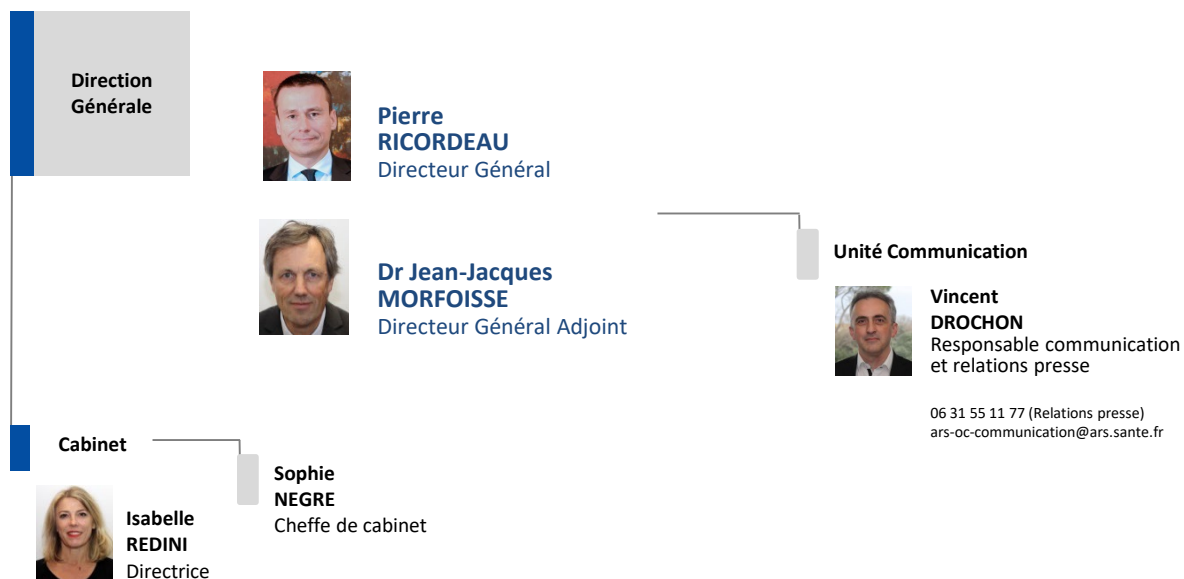 Direction
Générale
Pierre
RICORDEAU
Directeur Général
Dr Jean-Jacques
MORFOISSE
Directeur Général Adjoint
Unité Communication
Vincent
DROCHON
Responsable communication
et relations presse
06 31 55 11 77 (Relations presse)
ars-oc-communication@ars.sante.fr
Cabinet
Sophie
NEGRE
Cheffe de cabinet
Isabelle
REDINI
Directrice